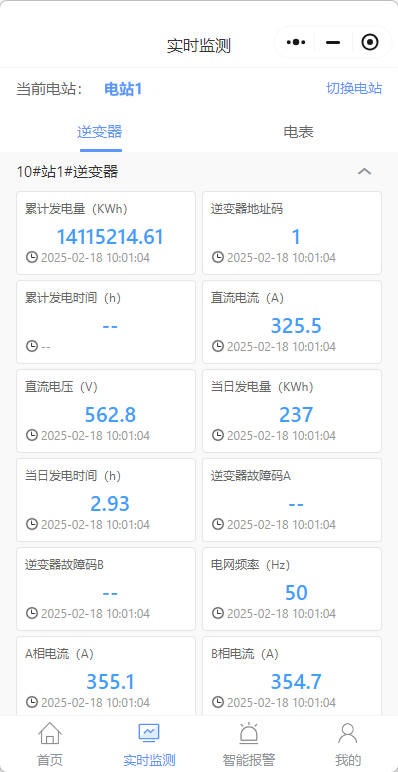 实时监测
当前电站： 电站1 切换电站
逆变器 电表
10#站1#逆变器
累计发电量（KWh） 逆变器地址码
14115214.61 1
2025-02-18 10:01:04 2025-02-18 10:01:04
累计发电时间（h） 直流电流（A）
-- 325.5
-- 2025-02-18 10:01:04
直流电压（V） 当日发电量（KWh）
562.8 237
2025-02-18 10:01:04 2025-02-18 10:01:04
当日发电时间（h） 逆变器故障码A
2.93 --
2025-02-18 10:01:04 2025-02-18 10:01:04
逆变器故障码B 电网频率（Hz）
-- 50
2025-02-18 10:01:04 2025-02-18 10:01:04
A相电流（A） B相电流（A）
355.1 354.7
2025-02-18 10:01:04 2025-02-18 10:01:04
首页 实时监测 智能报警 我的